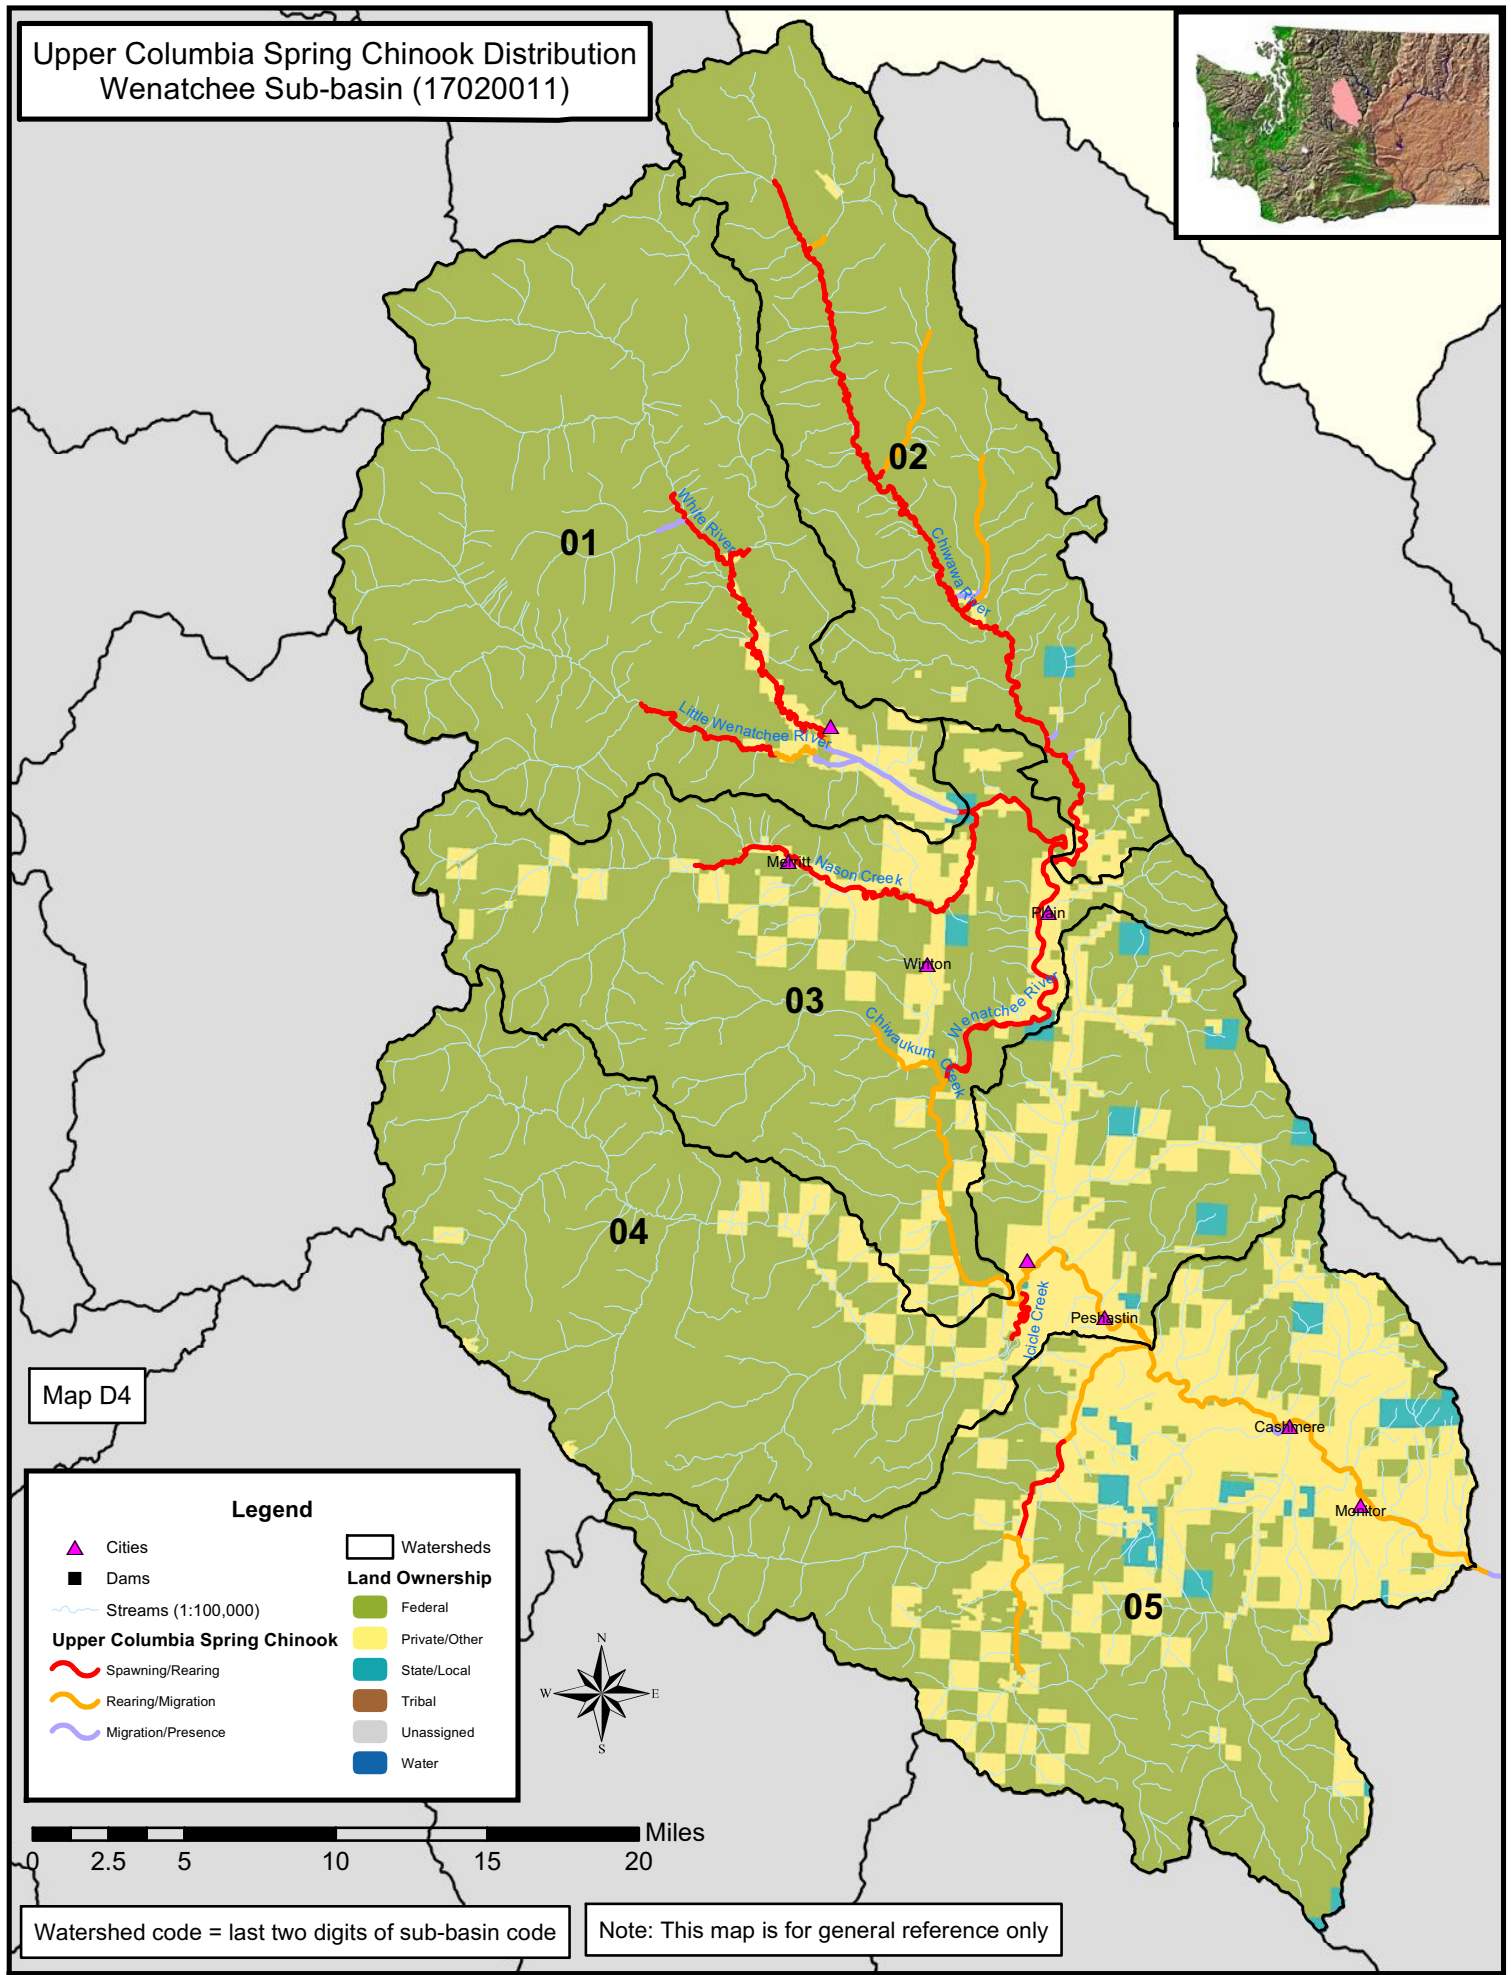 Upper Columbia Spring Chinook Distribution
Wenatchee Sub-basin (17020011)
02
White River
01
Chiwawa River
Little Wenatchee River
Merritt
Nason Creek
Plain
Winton
03
Wenatchee River
Chiwaukum Creek
04
Icicle Creek
Peshastin
Map D4
Cashmere
Monitor
05
Legend
Cities
Dams
Streams (1:100,000)
Upper Columbia Spring Chinook
Spawning/Rearing
Rearing/Migration
Migration/Presence
Watersheds
Land Ownership
Federal
Private/Other
State/Local
Tribal
Unassigned
Water
N
W E
S
Miles
0 2.5 5 10 15 20
Watershed code = last two digits of sub-basin code
Note: This map is for general reference only